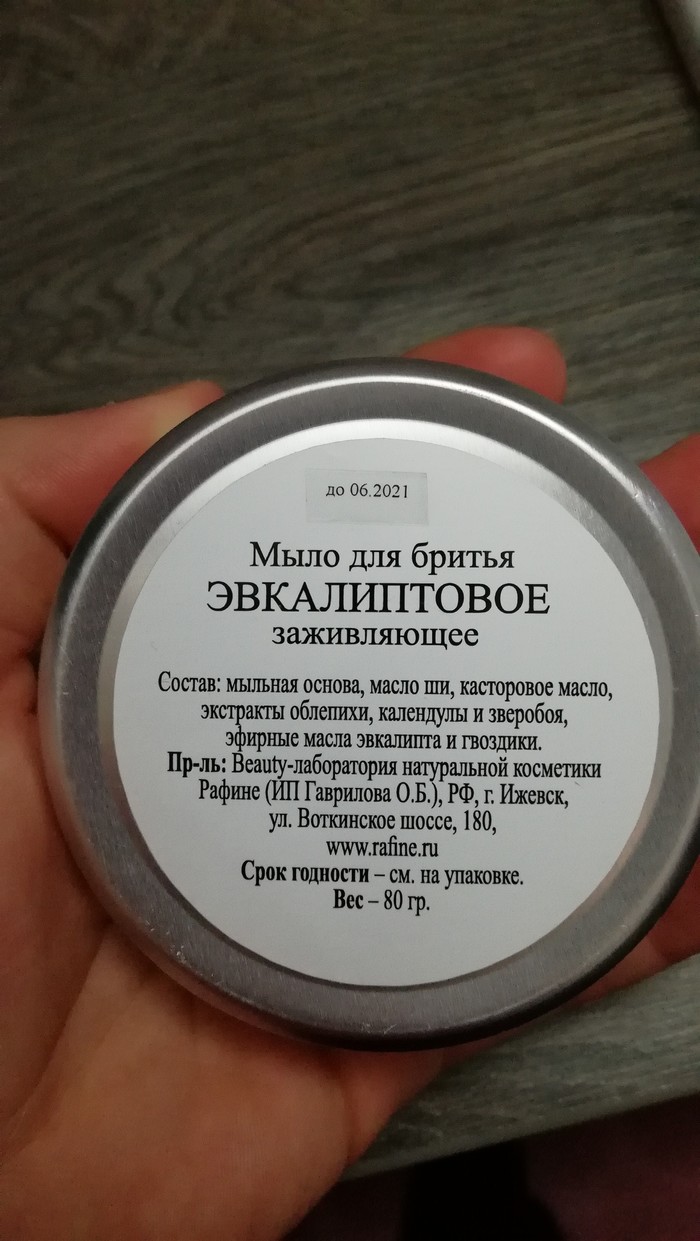 до 06.2021
Мыло для бритья
ЭВКАЛИПТОВОЕ
заживляющее
Состав: мыльная основа, масло ши, касторовое масло,
экстракты облепихи, календулы и зверобоя,
эфирные масла эвкалипта и гвоздики.
Пр-ль: Beauty-лаборатория натуральной косметики
Рафине (ИП Гаврилова О.Б.), РФ, г. Ижевск,
ул. Воткинское шоссе, 180,
www.rafine.ru
Срок годности – см. на упаковке.
Вес – 80 гр.